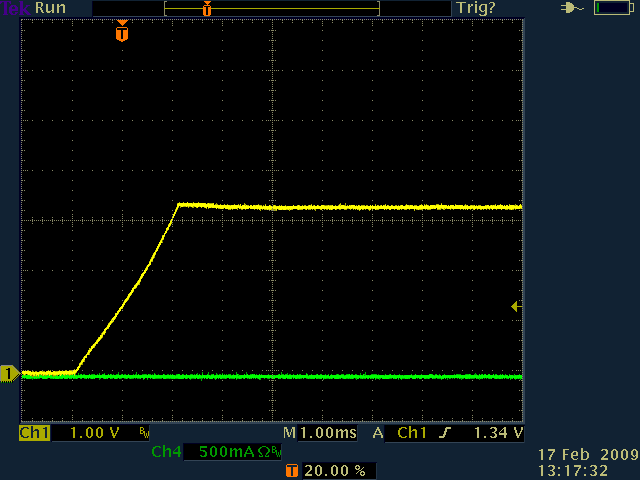 Tek Run Trig?
T
T
1
Ch1 1.00 V BW M 1.00ms A Ch1 1.34 V
Ch4 500mA Ω BW
T 20.00 %
17 Feb 2009
13:17:32